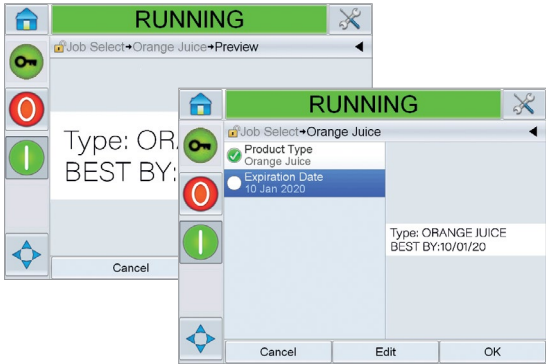 RUNNING
Job Select→Orange Juice→Preview
Type: OR
BEST BY:
Cancel
RUNNING
Job Select→Orange Juice
Product Type
Orange Juice
Expiration Date
10 Jan 2020
Type: ORANGE JUICE
BEST BY:10/01/20
Cancel
Edit
OK